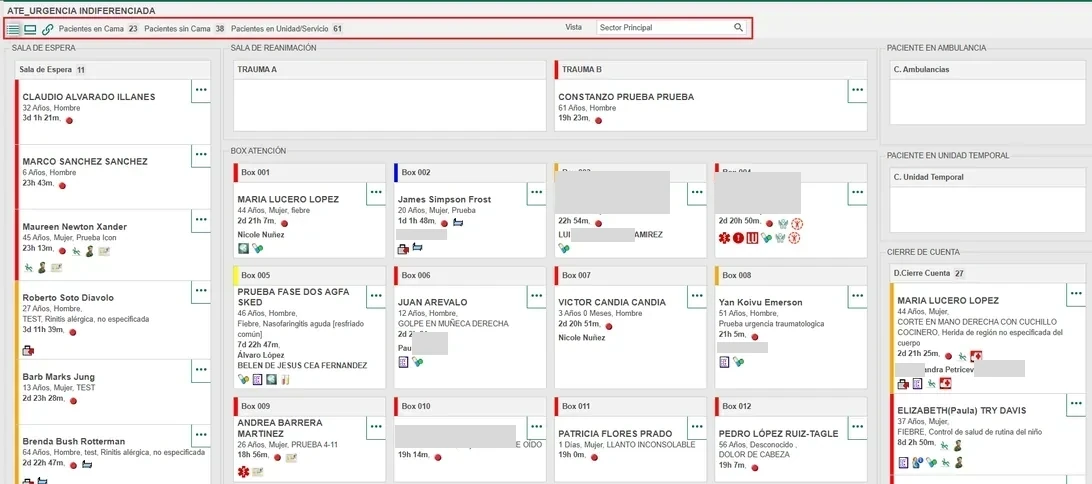 ATE_URGENCIA INDIFERENCIADA
Pacientes en Cama 23 Pacientes sin Cama 38 Pacientes en Unidad/Servicio 61 Vista Sector Principal
SALA DE ESPERA
Sala de Espera 11
CLAUDIO ALVARADO ILLANES
32 Años, Hombre
3d 1h 21m,
MARCO SANCHEZ SANCHEZ
6 Años, Hombre
23h 43m,
Maureen Newton Xander
45 Años, Mujer, Prueba Icon
23h 13m,
Roberto Soto Diavolo
27 Años, Hombre,
TEST, Rinitis alérgica, no especificada
3d 11h 39m,
Barb Marks Jung
13 Años, Mujer, TEST
2d 23h 28m,
Brenda Bush Rotterman
64 Años, Hombre, test, Rinitis alérgica, no especificada
2d 22h 47m,
SALA DE REANIMACIÓN
TRAUMA A
TRAUMA B
CONSTANZO PRUEBA PRUEBA
61 Años, Hombre
19h 23m,
BOX ATENCIÓN
Box 001
MARIA LUCERO LOPEZ
44 Años, Mujer, fiebre
2d 21h 7m,
Nicole Nuñez
Box 002
James Simpson Frost
20 Años, Mujer, Prueba
1d 1h 48m,
22h 54m,
LUI AMIREZ
2d 20h 50m,
Box 005
PRUEBA FASE DOS AGFA
SKED
46 Años, Hombre,
Fiebre, Nasofaringitis aguda [resfriado
común]
7d 22h 47m,
Álvaro López
BELEN DE JESUS CEA FERNANDEZ
Box 006
JUAN AREVALO
12 Años, Hombre,
GOLPE EN MUÑECA DERECHA
Pau
Box 007
VICTOR CANDIA CANDIA
3 Años 0 Meses, Hombre
2d 20h 51m,
Nicole Nuñez
Box 008
Yan Koivu Emerson
51 Años, Hombre,
Prueba urgencia traumatologica
21h 5m,
Box 009
ANDREA BARRERA
MARTINEZ
26 Años, Mujer, PRUEBA 4-11
18h 56m,
Box 010
E OIDO
19h 14m,
Box 011
PATRICIA FLORES PRADO
1 Dias, Mujer, LLANTO INCONSOLABLE
19h 0m,
Box 012
PEDRO LÓPEZ RUIZ-TAGLE
56 Años, Desconocido ,
DOLOR DE CABEZA
19h 7m,
PACIENTE EN AMBULANCIA
C. Ambulancias
PACIENTE EN UNIDAD TEMPORAL
C. Unidad Temporal
CIERRE DE CUENTA
D.Cierre Cuenta 27
MARIA LUCERO LOPEZ
44 Años, Mujer,
CORTE EN MANO DERECHA CON CUCHILLO
COCINERO, Herida de región no especificada del
cuerpo
2d 21h 25m,
andra Petricev
ELIZABETH(Paula) TRY DAVIS
37 Años, Mujer,
FIEBRE, Control de salud de rutina del niño
8d 2h 50m,